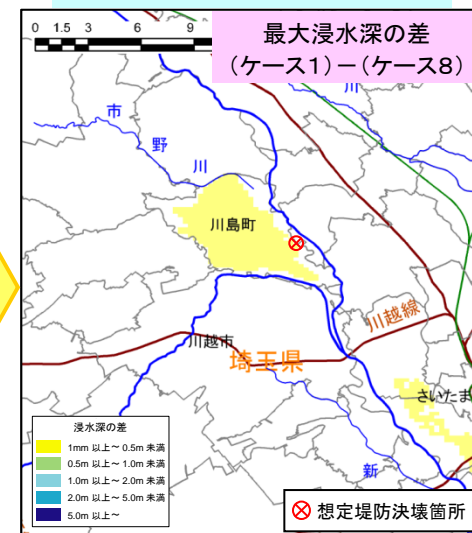 最大浸水深の差
(ケース1)－(ケース8)
0 1.5 3 6 9
川
市
野
川
川島町
川越線
川越市
埼玉県
さいたま
新
浸水深の差
1mm 以上～ 0.5m 未満
0.5m 以上～ 1.0m 未満
1.0m 以上～ 2.0m 未満
2.0m 以上～ 5.0m 未満
5.0m 以上～
想定堤防決壊箇所